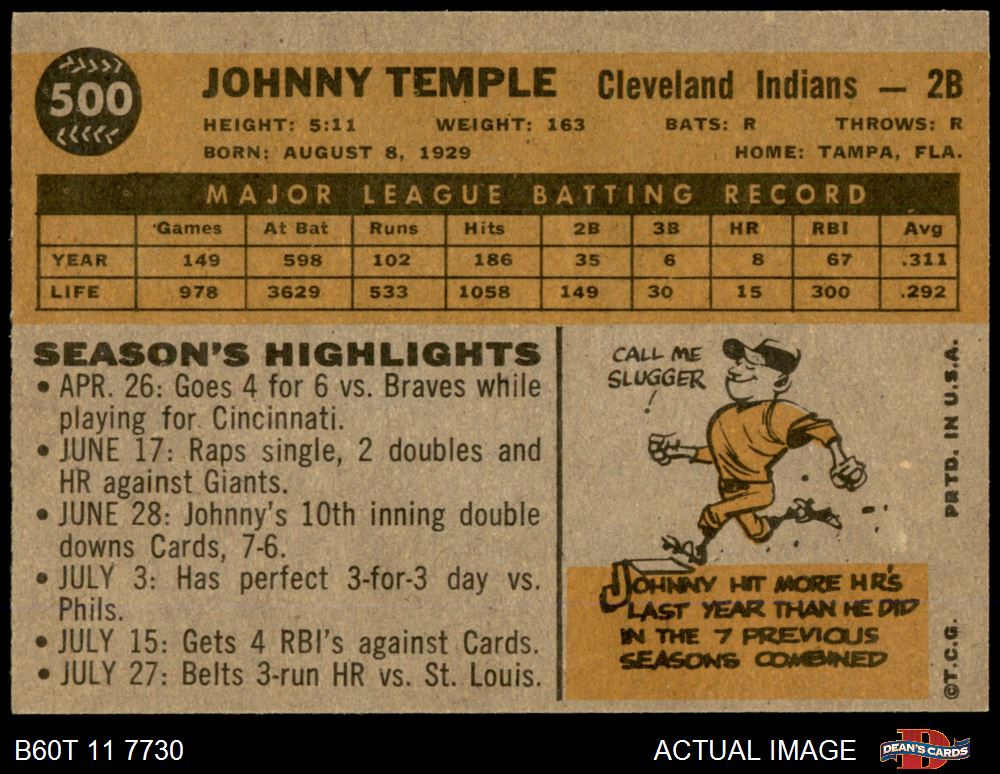 500
JOHNNY TEMPLE Cleveland Indians — 2B
HEIGHT: 5:11 WEIGHT: 163 BATS: R THROWS: R
BORN: AUGUST 8, 1929 HOME: TAMPA, FLA.
MAJOR LEAGUE BATTING RECORD
Games At Bat Runs Hits 2B 3B HR RBI Avg
YEAR 149 598 102 186 35 6 8 67 .311
LIFE 978 3629 533 1058 149 30 15 300 .292
SEASON'S HIGHLIGHTS
• APR. 26: Goes 4 for 6 vs. Braves while
playing for Cincinnati.
• JUNE 17: Raps single, 2 doubles and
HR against Giants.
• JUNE 28: Johnny's 10th inning double
downs Cards, 7-6.
• JULY 3: Has perfect 3-for-3 day vs.
Phils.
• JULY 15: Gets 4 RBI's against Cards.
• JULY 27: Belts 3-run HR vs. St. Louis.
CALL ME
SLUGGER
JOHNNY HIT MORE HR'S
LAST YEAR THAN HE DID
IN THE 7 PREVIOUS
SEASONS COMBINED
©T.C.G. PRTD. IN U.S.A.
B60T 11 7730 ACTUAL IMAGE DEAN'S CARDS